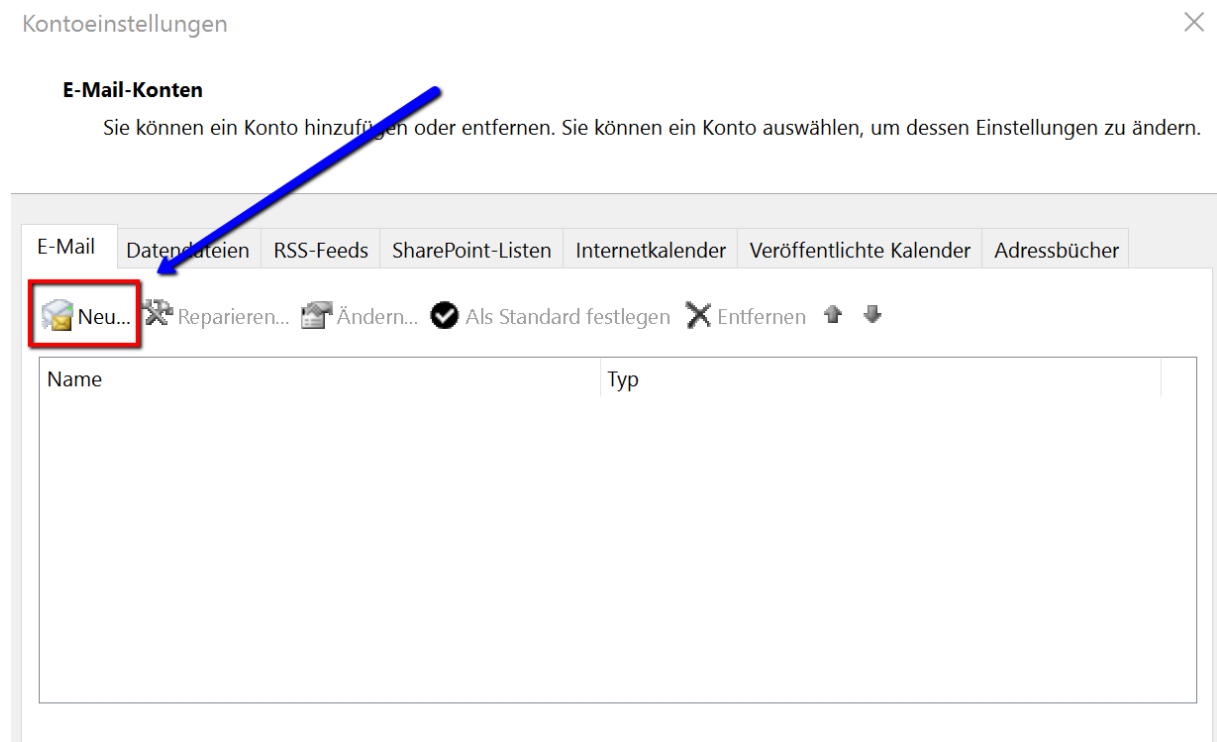 Kontoeinstellungen
E-Mail-Konten
Sie können ein Konto hinzufügen oder entfernen. Sie können ein Konto auswählen, um dessen Einstellungen zu ändern.
E-Mail Datendateien RSS-Feeds SharePoint-Listen Internetkalender Veröffentlichte Kalender Adressbücher
Neu... Reparieren... Ändern... Als Standard festlegen Entfernen
Name Typ